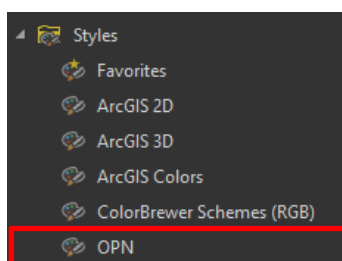 Styles
Favorites
ArcGIS 2D
ArcGIS 3D
ArcGIS Colors
ColorBrewer Schemes (RGB)
OPN